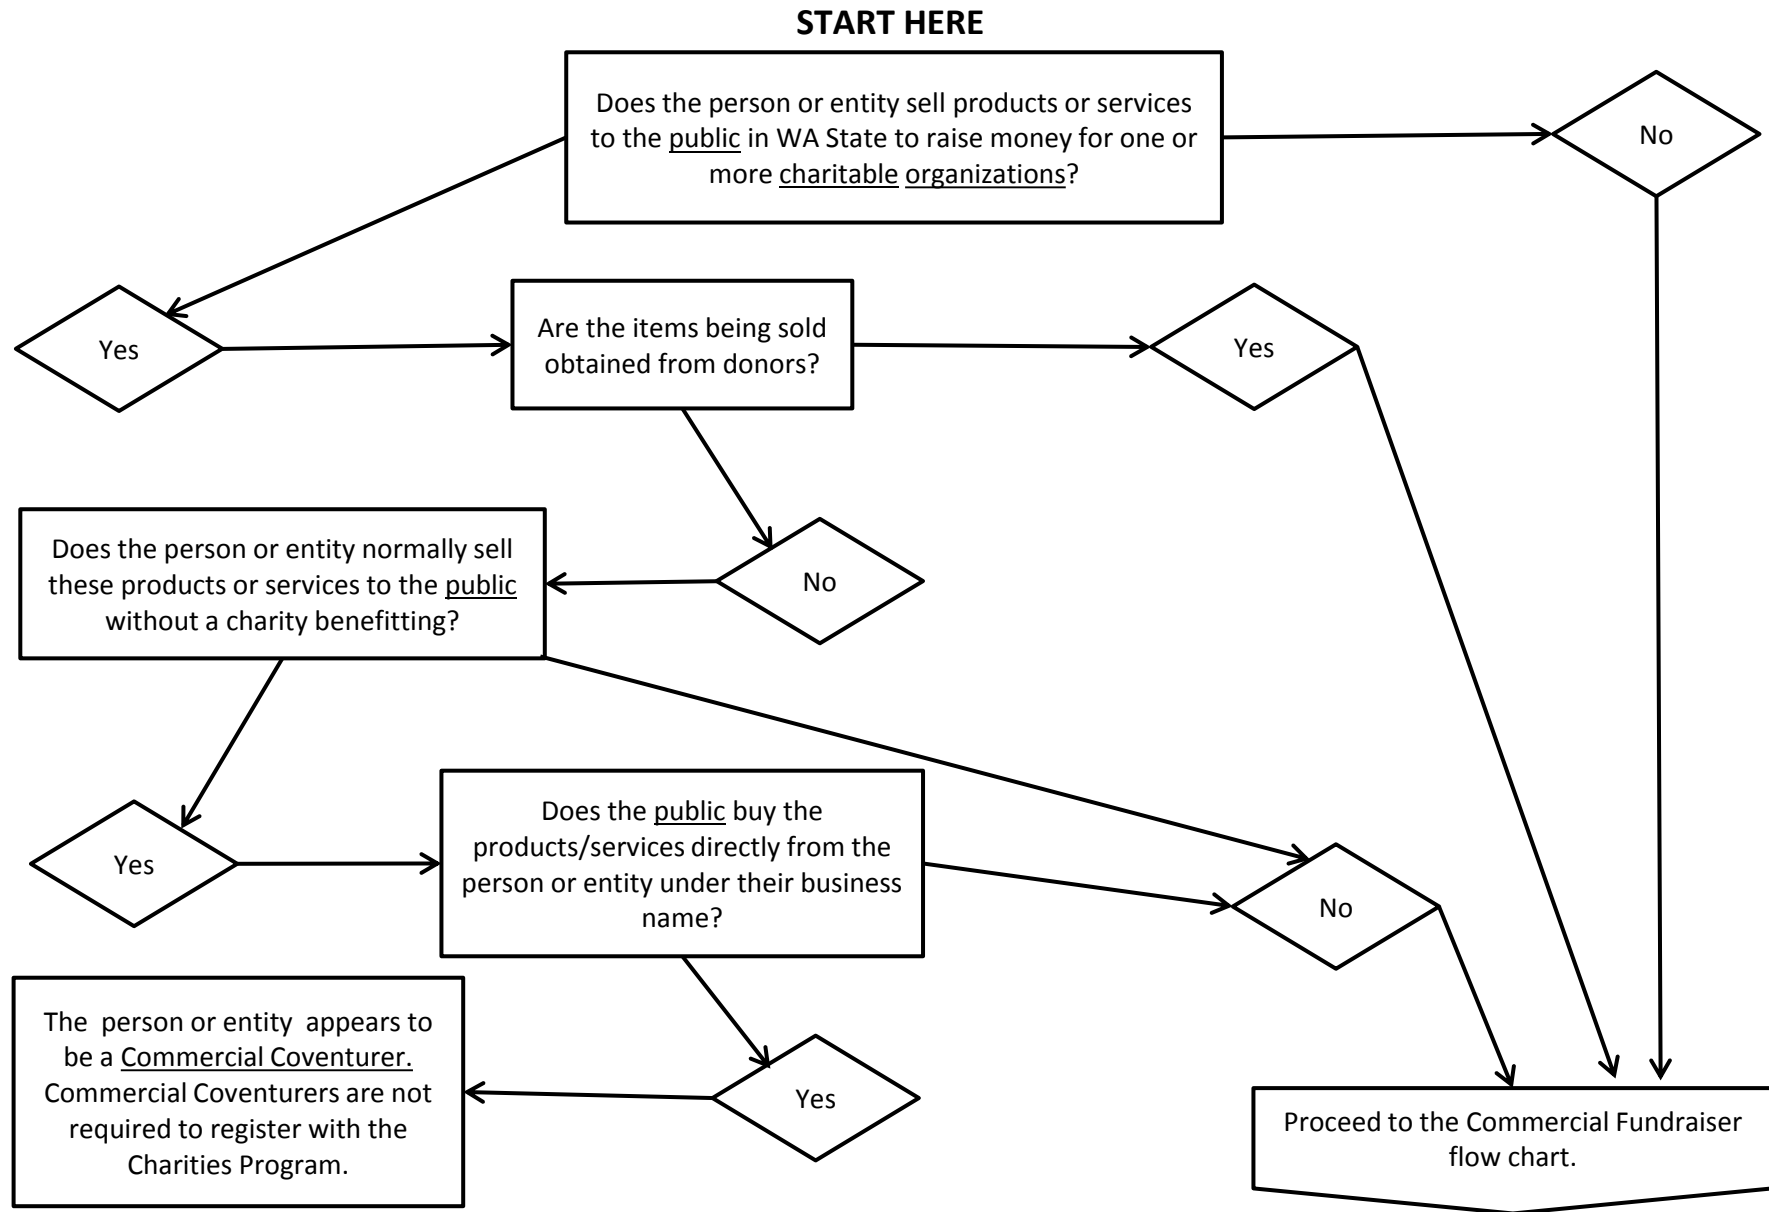 START HERE
Does the person or entity sell products or services
to the public in WA State to raise money for one or
more charitable organizations?
No
Yes
Are the items being sold
obtained from donors?
Yes
Does the person or entity normally sell
these products or services to the public
without a charity benefitting?
No
Yes
Does the public buy the
products/services directly from the
person or entity under their business
name?
No
The person or entity appears to
be a Commercial Coventurer.
Commercial Coventurers are not
required to register with the
Charities Program.
Yes
Proceed to the Commercial Fundraiser
flow chart.